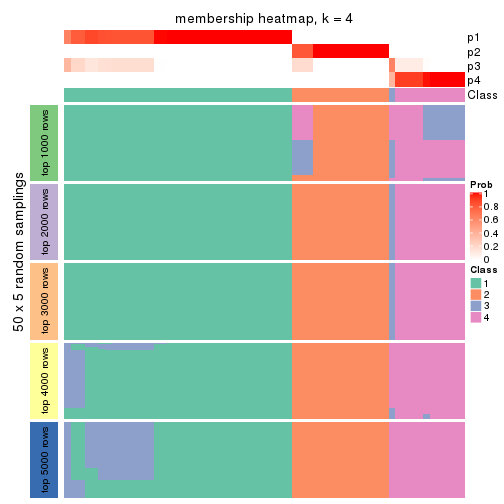 membership heatmap, k = 4
p1
p2
p3
p4
Class
50 x 5 random samplings
top 1000 rows
top 2000 rows
top 3000 rows
top 4000 rows
top 5000 rows
Prob
1
0.8
0.6
0.4
0.2
0
Class
1
2
3
4